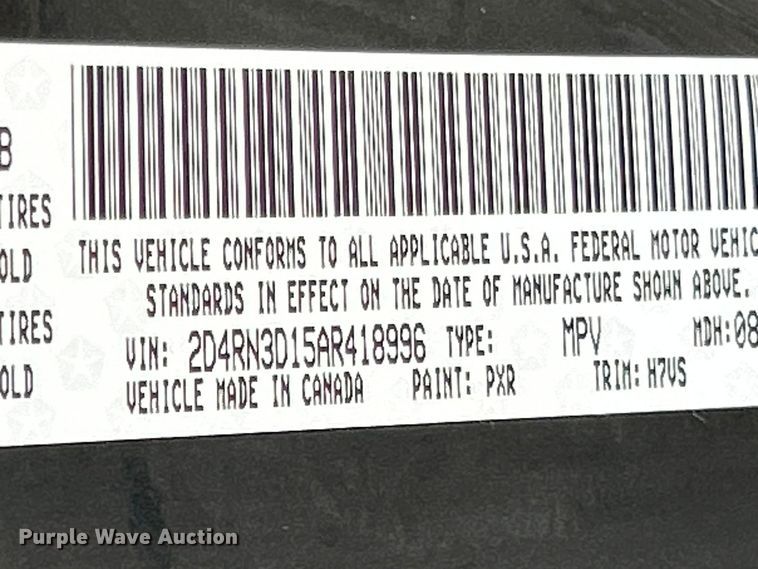 B
TIRES
OLD
TIRES
OLD
THIS VEHICLE CONFORMS TO ALL APPLICABLE U.S.A. FEDERAL MOTOR VEHIC
STANDARDS IN EFFECT ON THE DATE OF MANUFACTURE SHOWN ABOVE.
VIN: 2D4RN3D15AR418996 TYPE: MPV MDH:08
VEHICLE MADE IN CANADA PAINT: PXR TRIM: H7VS
Purple Wave Auction